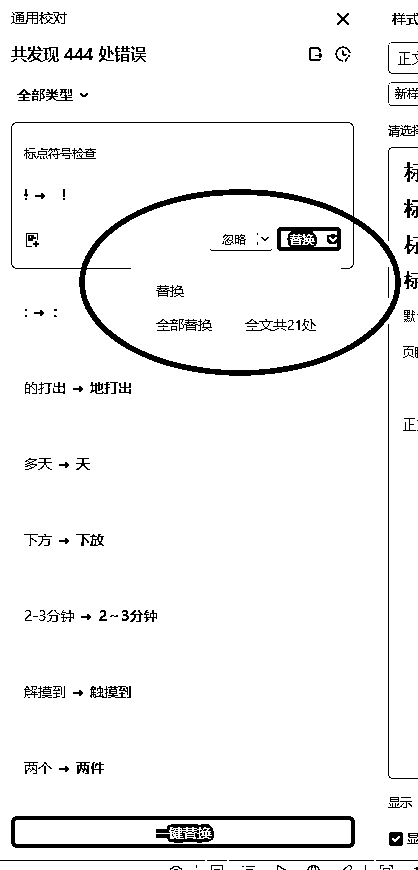 通用校对
共发现 444 处错误
全部类型
标点符号检查
! → ！
忽略 替换
替换
全部替换 全文共21处
: → ：
的打出 → 地打出
多天 → 天
下方 → 下放
2-3分钟 → 2～3分钟
解摸到 → 触摸到
两个 → 两件
一键替换
样式
正文
新样
请选择
标
标
标
标
默
页脚
正文
显示
显